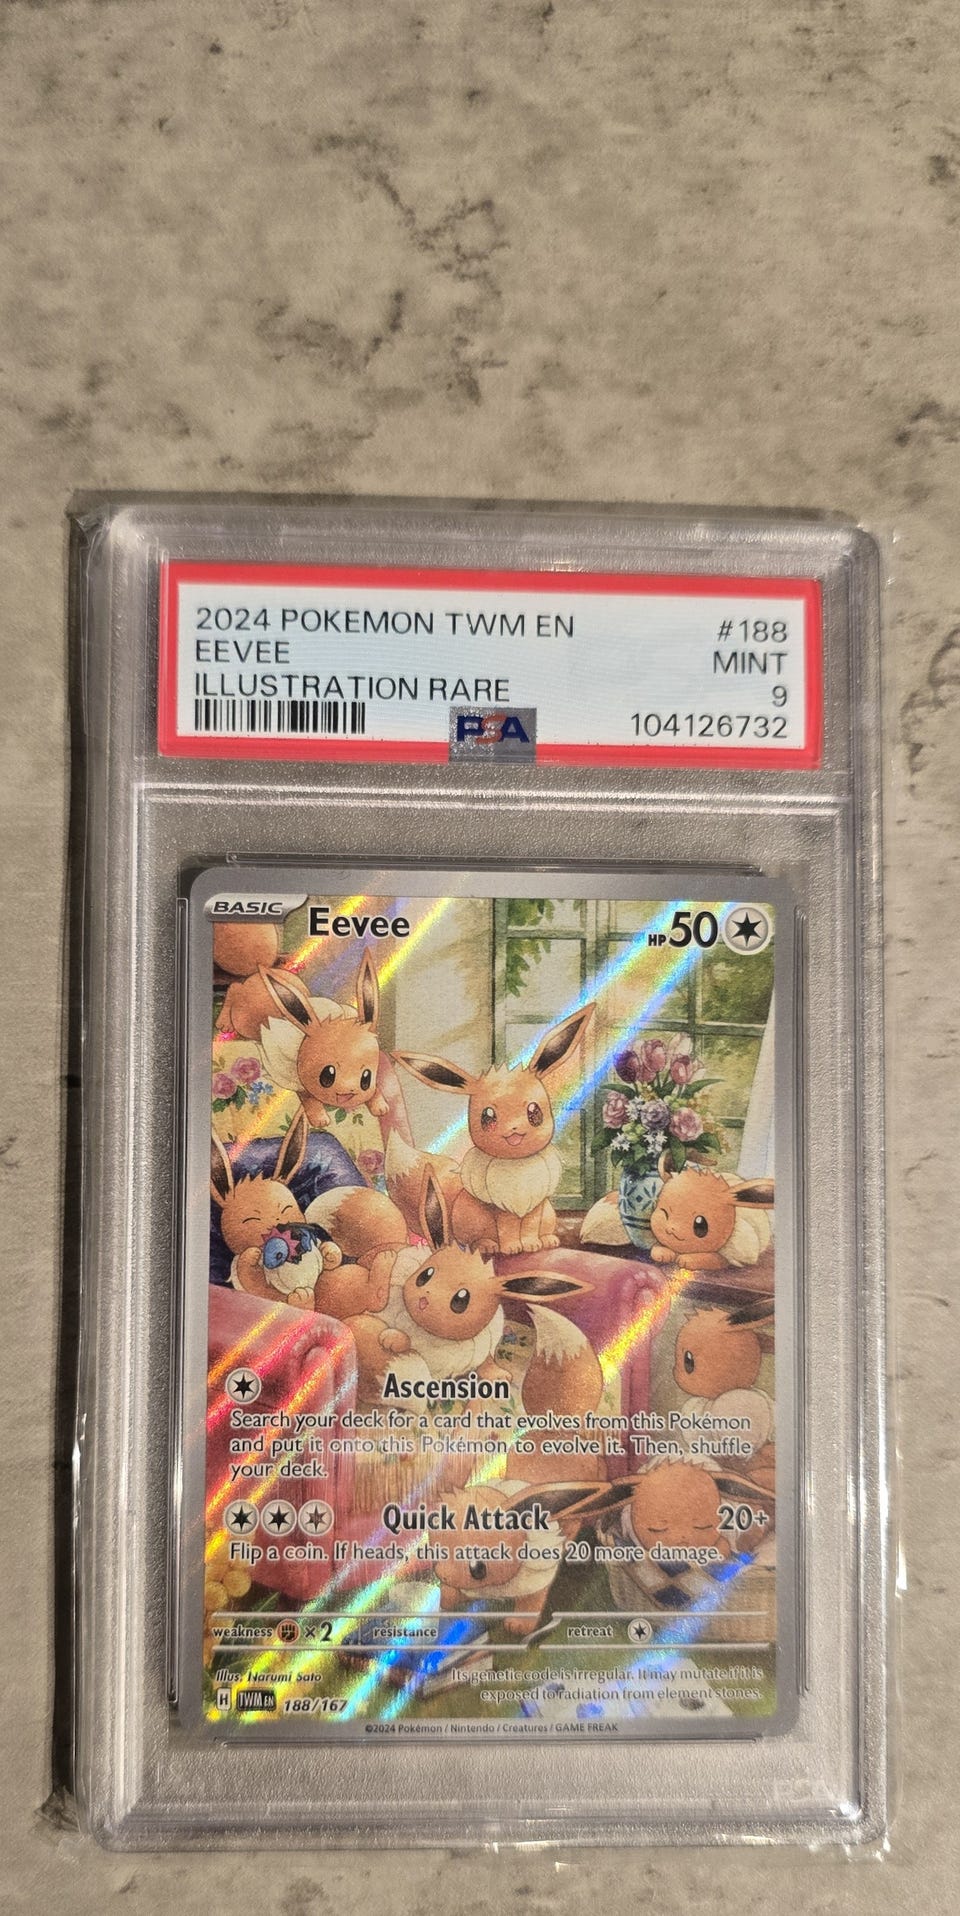 2024 POKEMON TWM EN #188
EEVEE MINT
ILLUSTRATION RARE 9
PSA 104126732
BASIC Eevee HP 50
Ascension
Search your deck for a card that evolves from this Pokémon
and put it onto this Pokémon to evolve it. Then, shuffle
your deck.
Quick Attack 20+
Flip a coin. If heads, this attack does 20 more damage.
weakness ×2 resistance retreat
Illus. Narumi Sato
Its genetic code is irregular. It may mutate if it is
exposed to radiation from element stones.
H TWM EN 188/167
©2024 Pokémon / Nintendo / Creatures / GAME FREAK
PSA